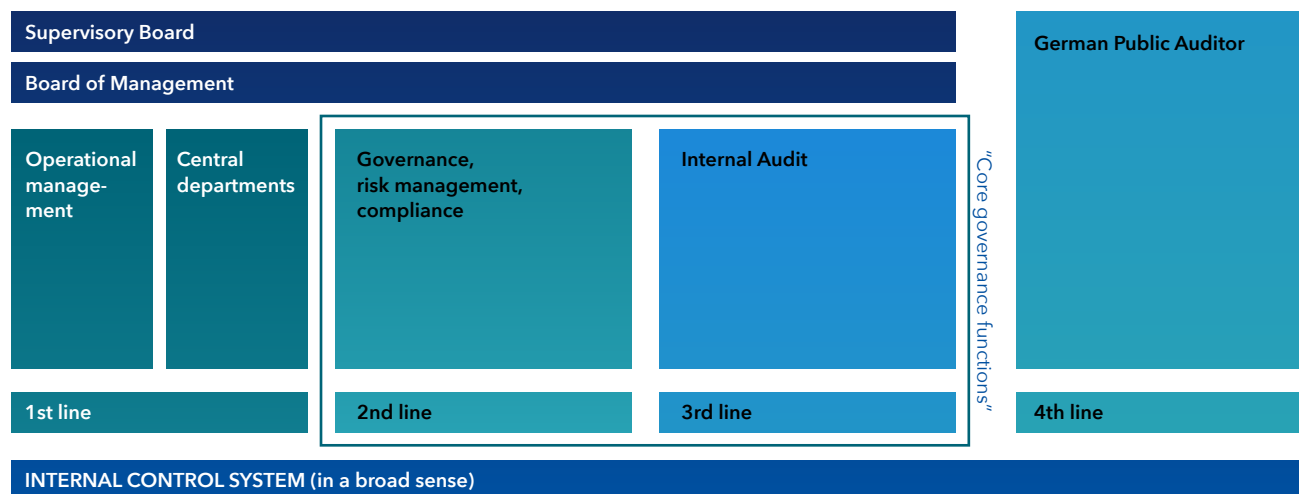 Supervisory Board
Board of Management
German Public Auditor
Operational
manage-
ment
Central
departments
Governance,
risk management,
compliance
Internal Audit
"Core governance functions"
1st line
2nd line
3rd line
4th line
INTERNAL CONTROL SYSTEM (in a broad sense)